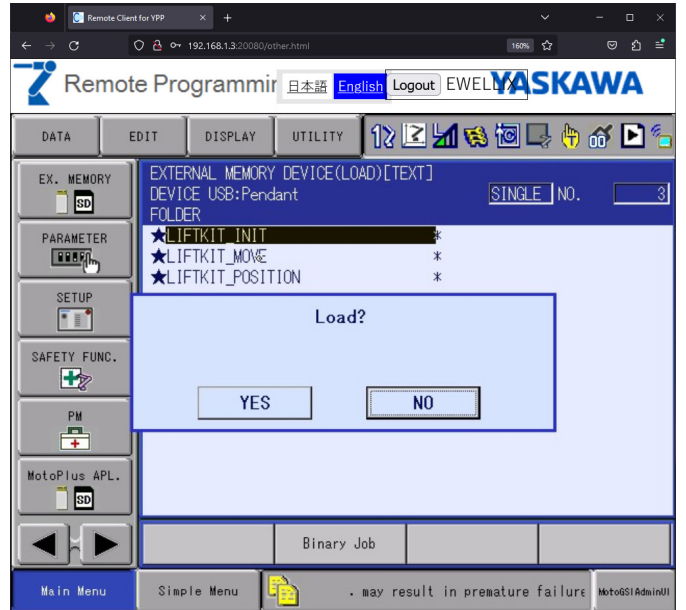 Remote Client for YPP
192.168.1.3:20080/other.html
160%
Remote Programmin
日本語 English Logout EWELLIX
YASKAWA
DATA EDIT DISPLAY UTILITY
EX. MEMORY
SD
PARAMETER
SETUP
SAFETY FUNC.
PM
MotoPlus APL.
SD
EXTERNAL MEMORY DEVICE(LOAD)[TEXT]
DEVICE USB:Pendant SINGLE NO. 3
FOLDER
★LIFTKIT_INIT *
★LIFTKIT_MOVE *
★LIFTKIT_POSITION *
Load?
YES NO
Binary Job
Main Menu Simple Menu . may result in premature failure MotoGSIAdminUI